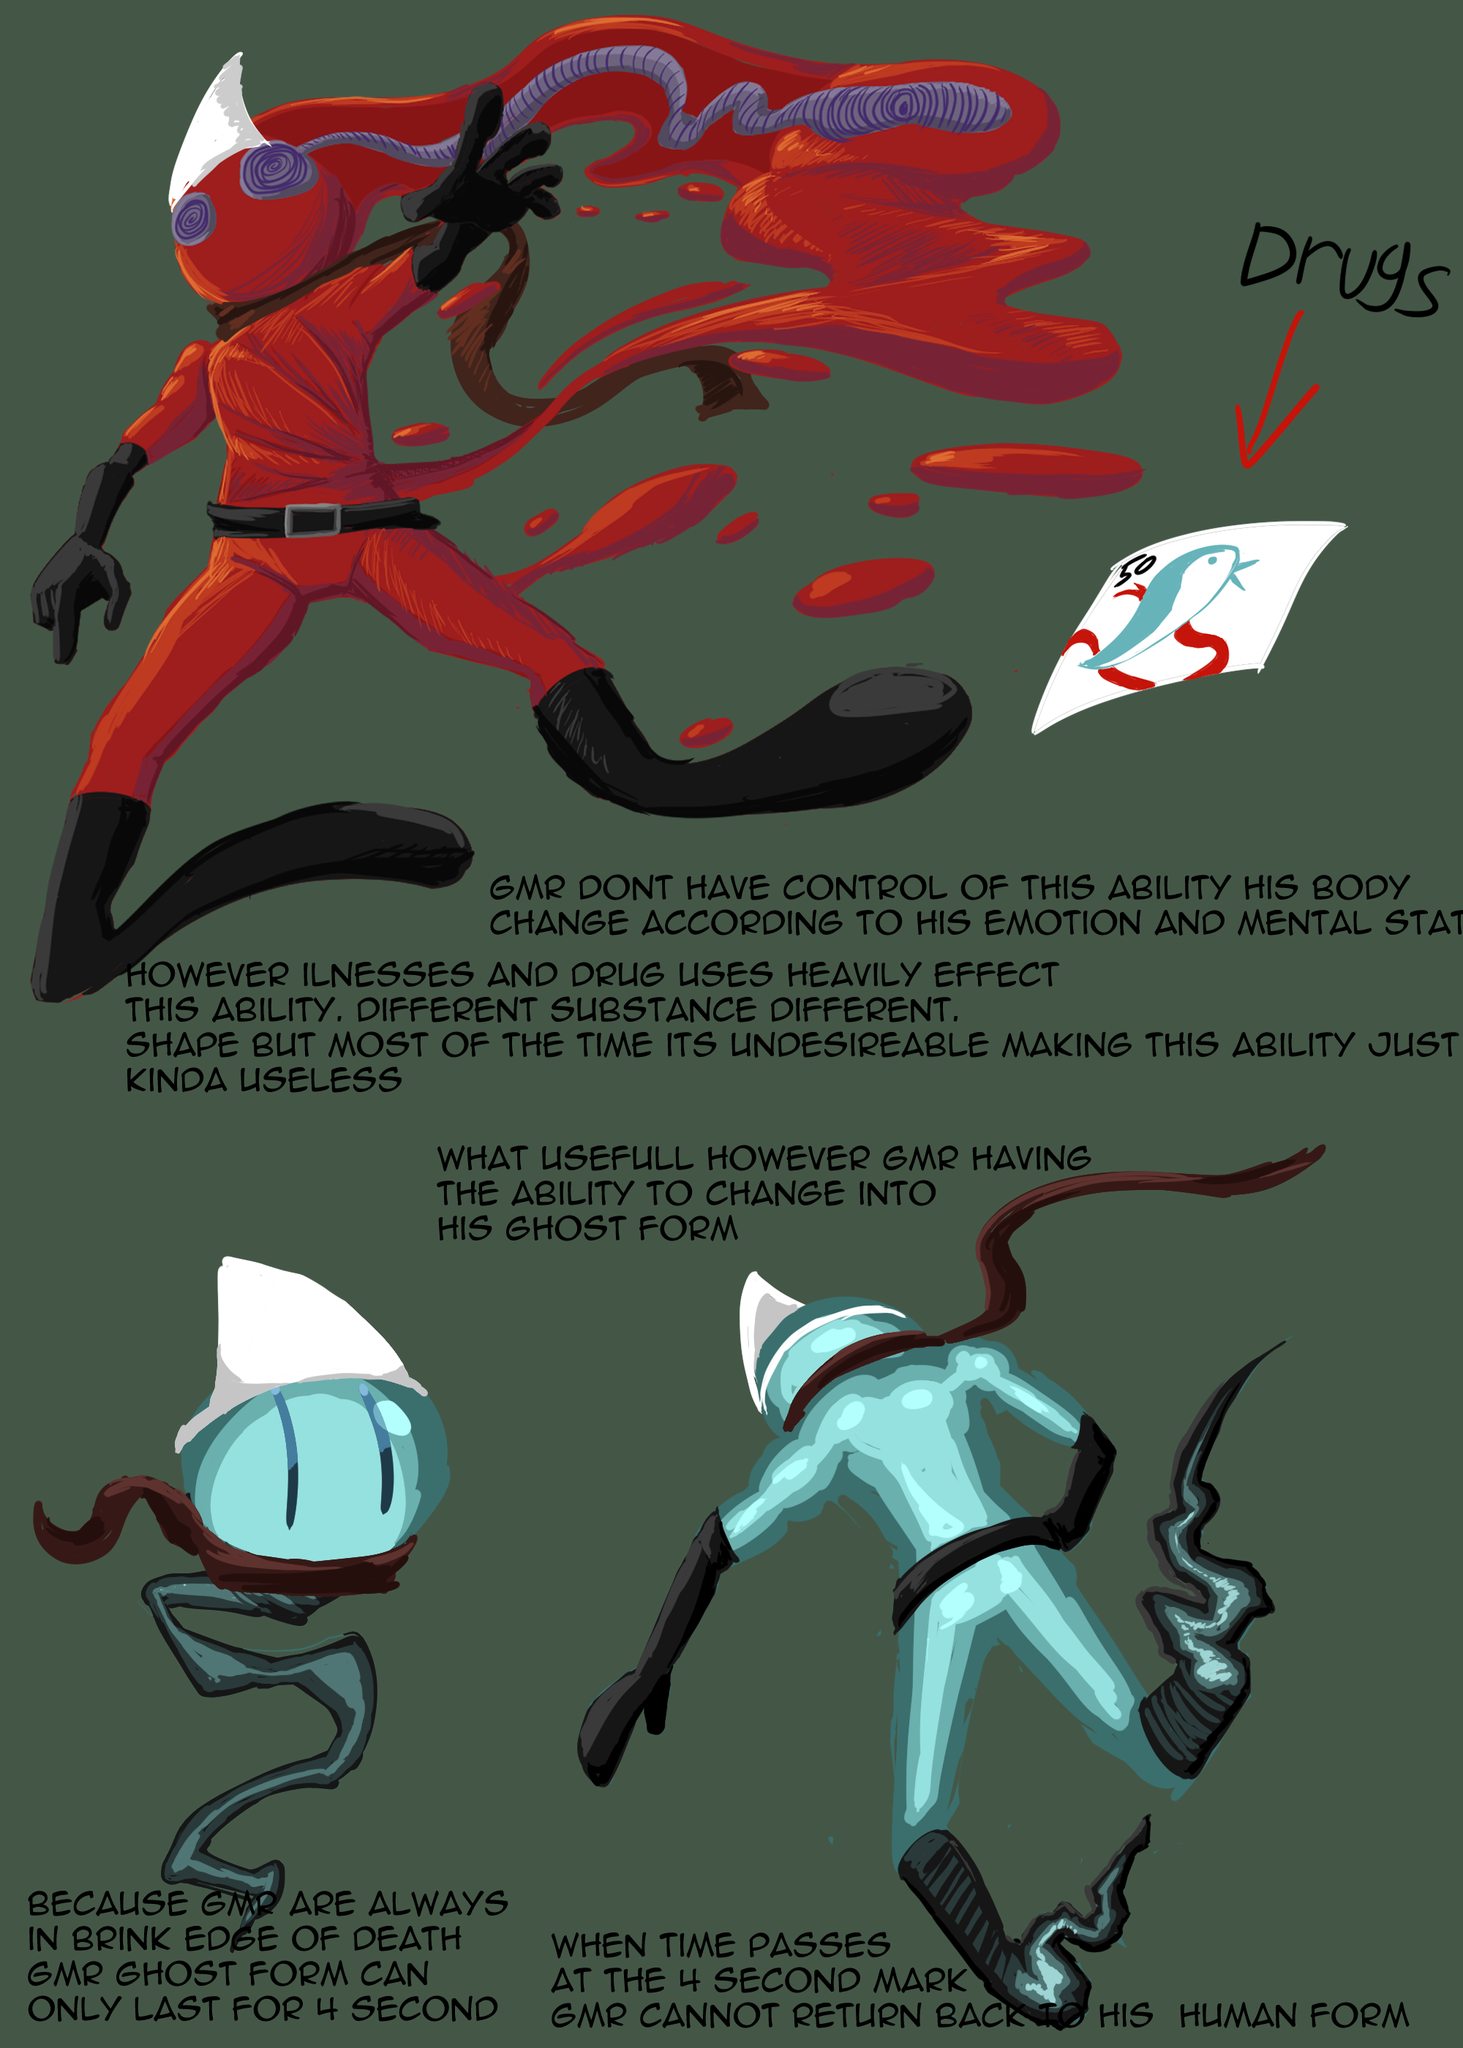 Drugs
50
GMR DONT HAVE CONTROL OF THIS ABILITY HIS BODY
CHANGE ACCORDING TO HIS EMOTION AND MENTAL STAT
HOWEVER ILNESSES AND DRUG USES HEAVILY EFFECT
THIS ABILITY. DIFFERENT SUBSTANCE DIFFERENT.
SHAPE BUT MOST OF THE TIME ITS UNDESIREABLE MAKING THIS ABILITY JUST
KINDA USELESS
WHAT USEFULL HOWEVER GMR HAVING
THE ABILITY TO CHANGE INTO
HIS GHOST FORM
BECAUSE GMR ARE ALWAYS
IN BRINK EDGE OF DEATH
GMR GHOST FORM CAN
ONLY LAST FOR 4 SECOND
WHEN TIME PASSES
AT THE 4 SECOND MARK
GMR CANNOT RETURN BACK TO HIS HUMAN FORM